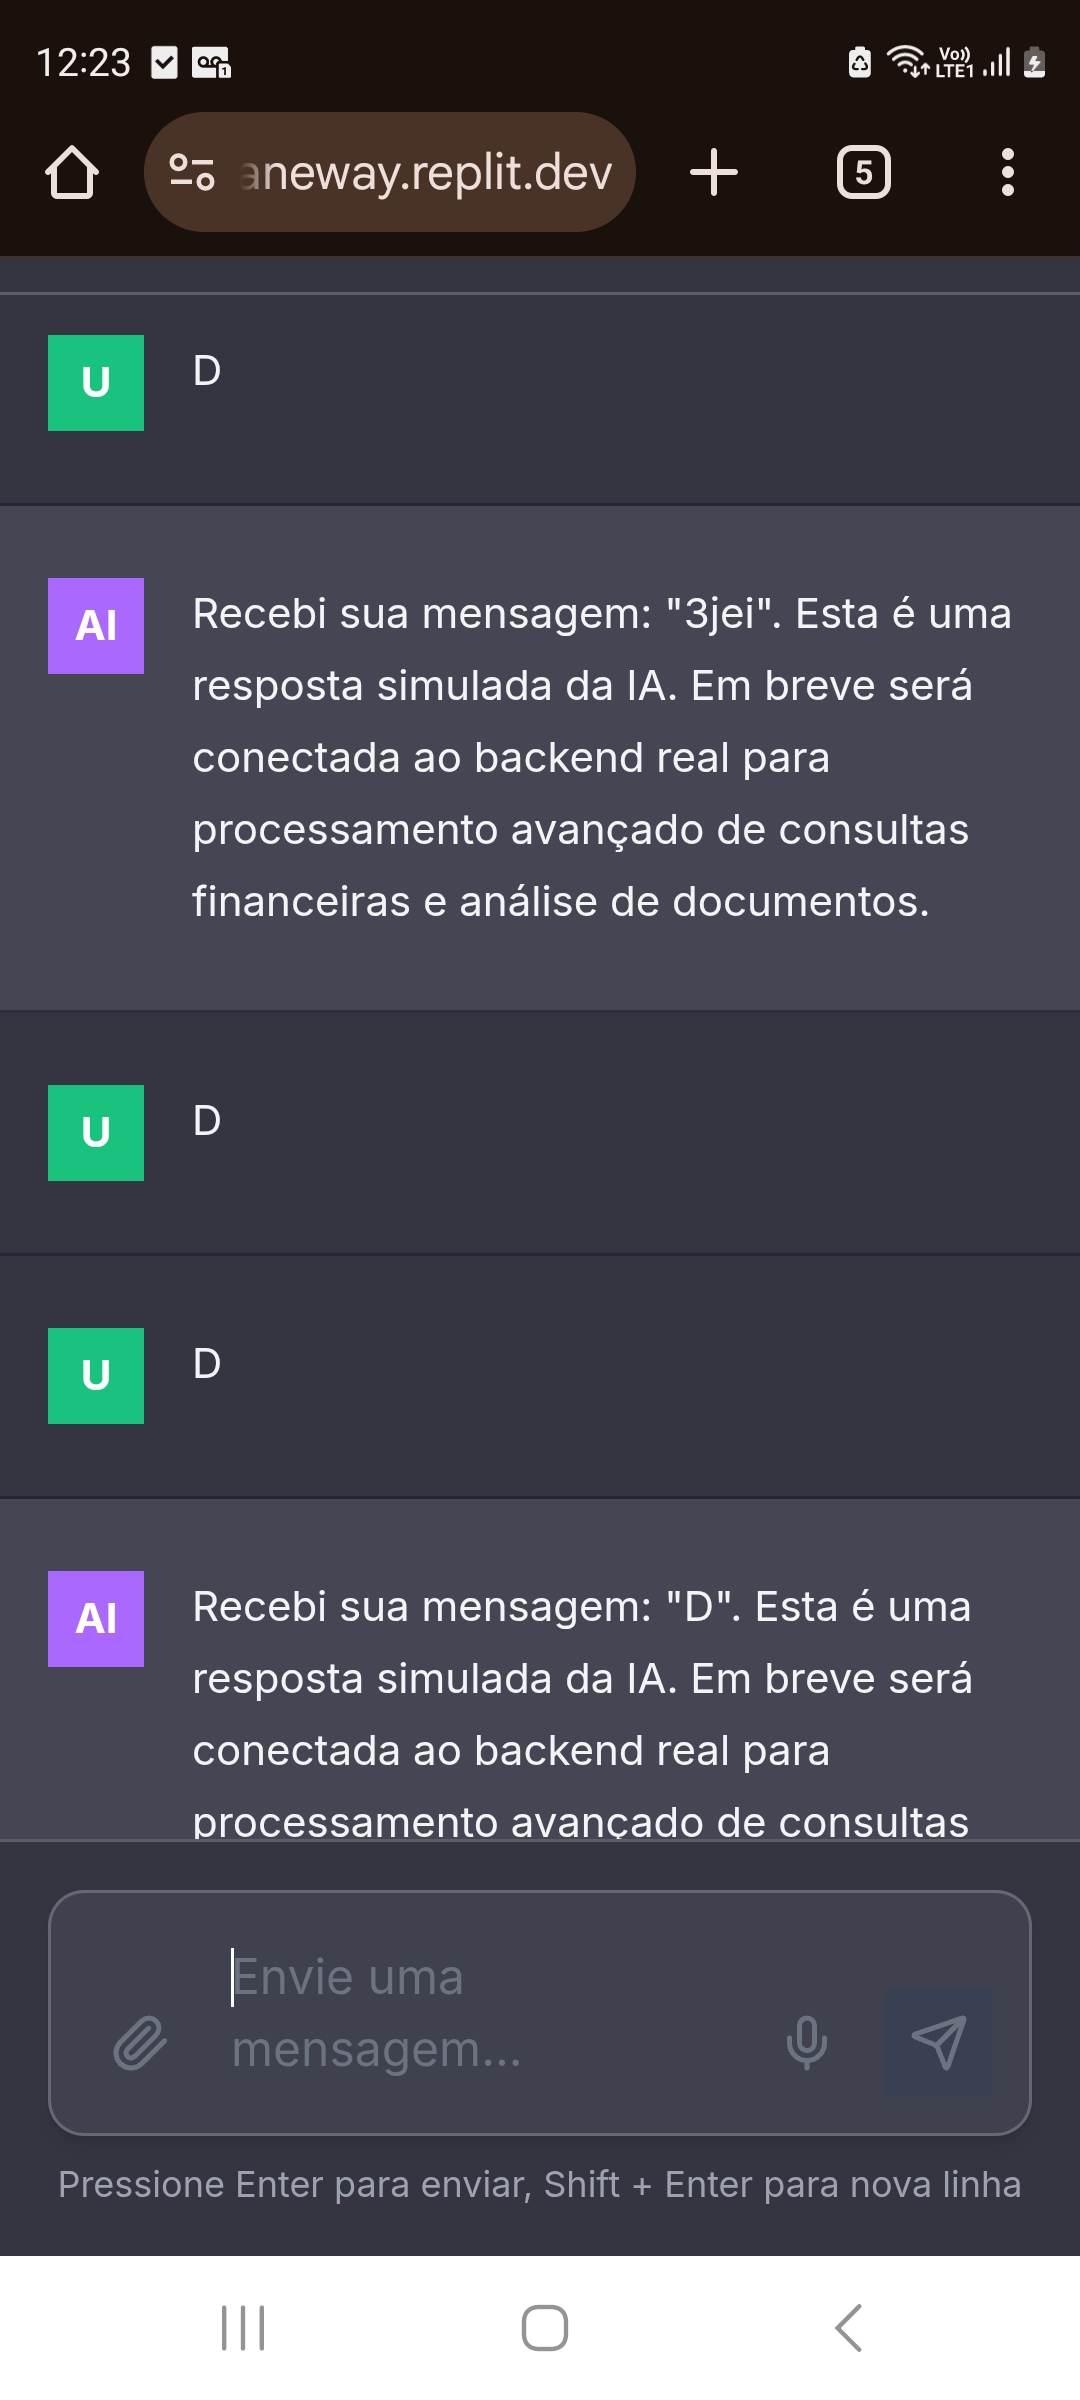 12:23
Vo))
LTE1
aneway.replit.dev
5
U
D
AI
Recebi sua mensagem: "3jei". Esta é uma
resposta simulada da IA. Em breve será
conectada ao backend real para
processamento avançado de consultas
financeiras e análise de documentos.
U
D
U
D
AI
Recebi sua mensagem: "D". Esta é uma
resposta simulada da IA. Em breve será
conectada ao backend real para
processamento avançado de consultas
Envie uma
mensagem...
Pressione Enter para enviar, Shift + Enter para nova linha